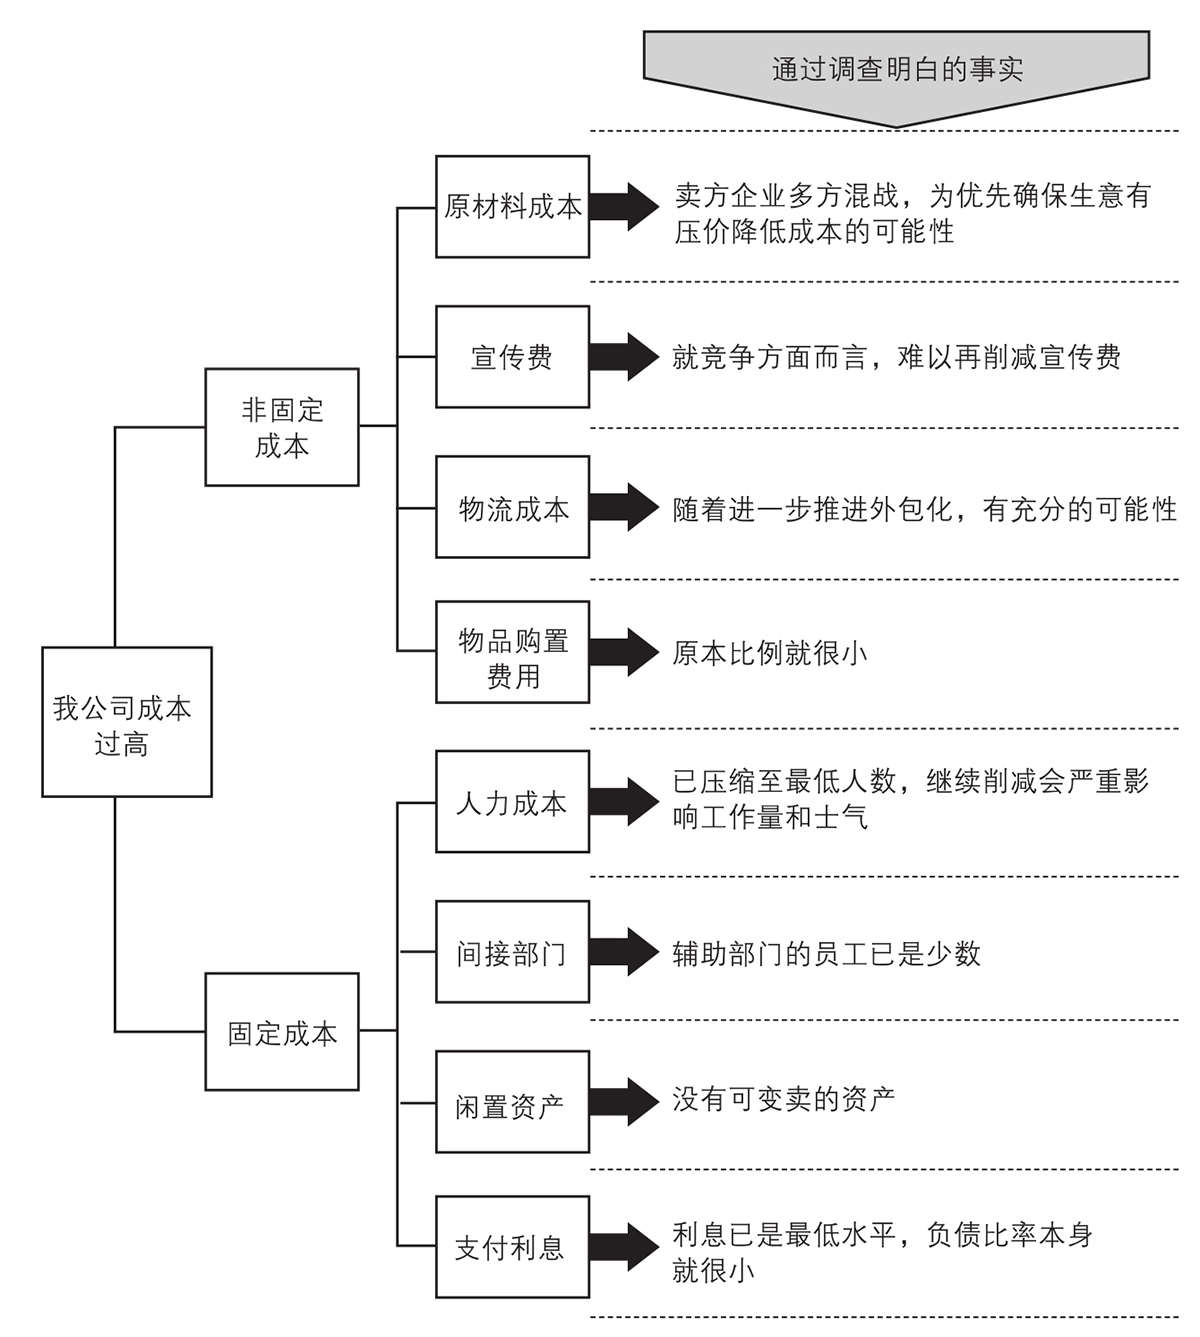 通过调查明白的事实
原材料成本
卖方企业多方混战，为优先确保生意有
压价降低成本的可能性
宣传费
就竞争方面而言，难以再削减宣传费
非固定
成本
物流成本
随着进一步推进外包化，有充分的可能性
物品购置
费用
原本比例就很小
我公司成本
过高
人力成本
已压缩至最低人数，继续削减会严重影
响工作量和士气
间接部门
辅助部门的员工已是少数
固定成本
闲置资产
没有可变卖的资产
支付利息
利息已是最低水平，负债比率本身
就很小